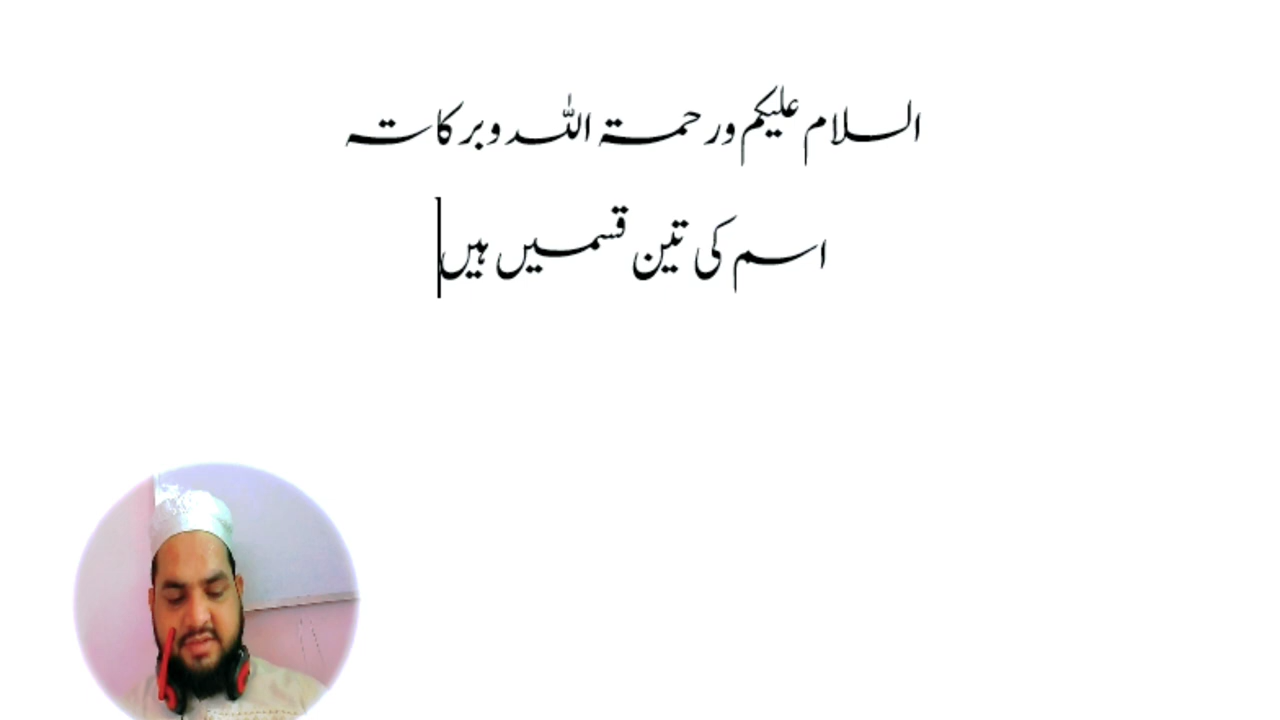 السلام علیکم ورحمۃ اللہ وبرکاتہ
اسم کی تین قسمیں ہیں